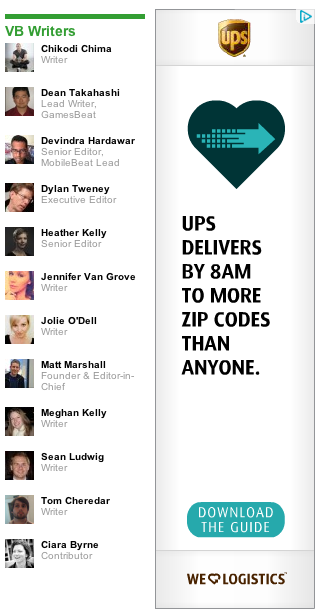 VB Writers
Chikodi Chima
Writer
Dean Takahashi
Lead Writer,
GamesBeat
Devindra Hardawar
Senior Editor,
MobileBeat Lead
Dylan Tweney
Executive Editor
Heather Kelly
Senior Editor
Jennifer Van Grove
Writer
Jolie O'Dell
Writer
Matt Marshall
Founder & Editor-in-
Chief
Meghan Kelly
Writer
Sean Ludwig
Writer
Tom Cheredar
Writer
Ciara Byrne
Contributor
ups
UPS
DELIVERS
BY 8AM
TO MORE
ZIP CODES
THAN
ANYONE.
DOWNLOAD
THE GUIDE
WE LOGISTICS™